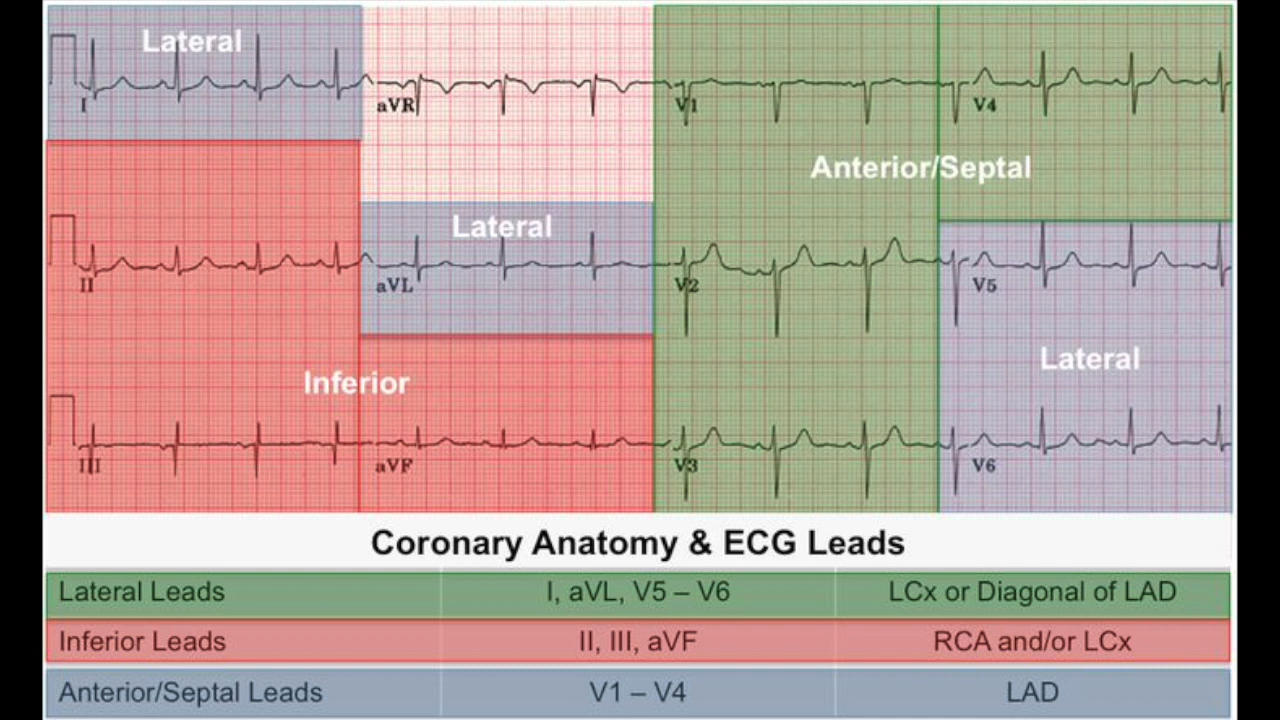 Lateral
I
aVR
V1
V4
Anterior/Septal
Lateral
II
aVL
V2
V5
Lateral
Inferior
III
aVF
V3
V6
Coronary Anatomy & ECG Leads
Lateral Leads I, aVL, V5 – V6 LCx or Diagonal of LAD
Inferior Leads II, III, aVF RCA and/or LCx
Anterior/Septal Leads V1 – V4 LAD